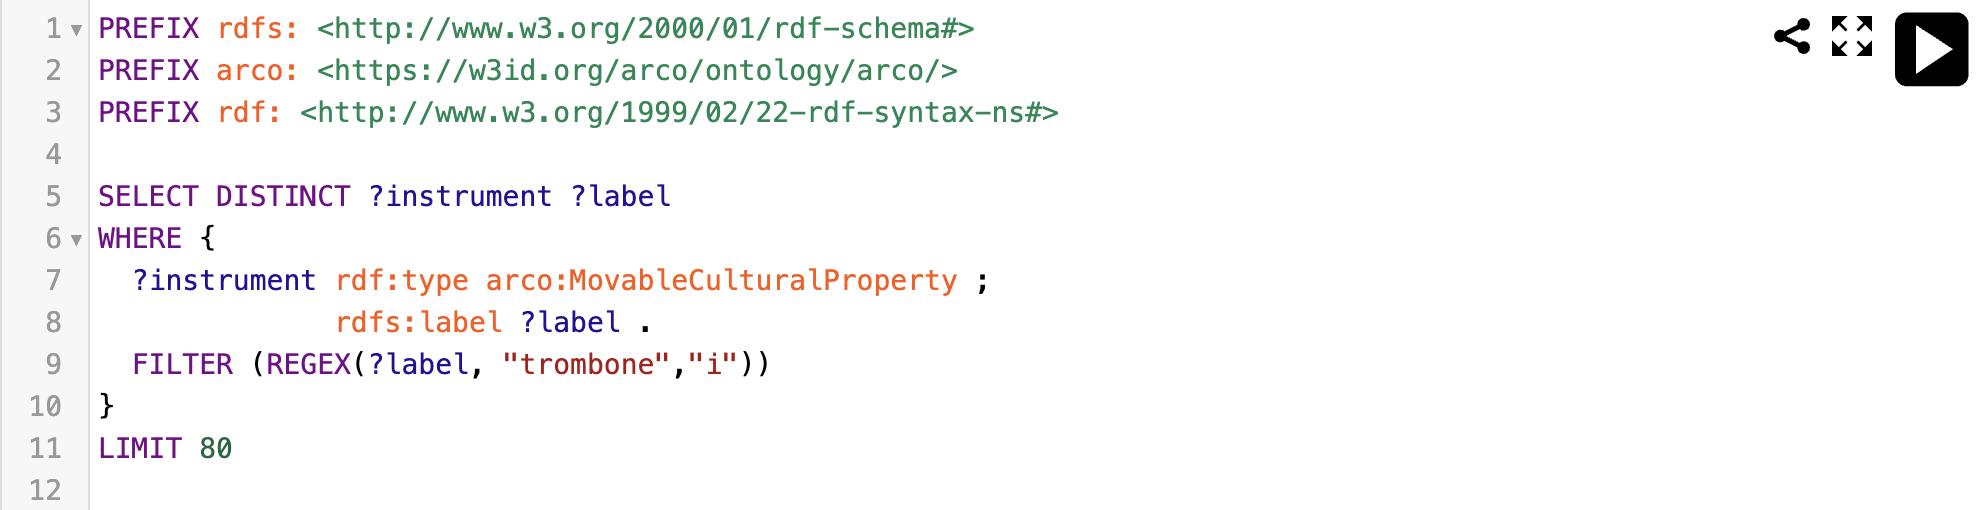 1 PREFIX rdfs: <http://www.w3.org/2000/01/rdf-schema#>
2 PREFIX arco: <https://w3id.org/arco/ontology/arco/>
3 PREFIX rdf: <http://www.w3.org/1999/02/22-rdf-syntax-ns#>
4
5 SELECT DISTINCT ?instrument ?label
6 WHERE {
7   ?instrument rdf:type arco:MovableCulturalProperty ;
8               rdfs:label ?label .
9   FILTER (REGEX(?label, "trombone","i"))
10 }
11 LIMIT 80
12